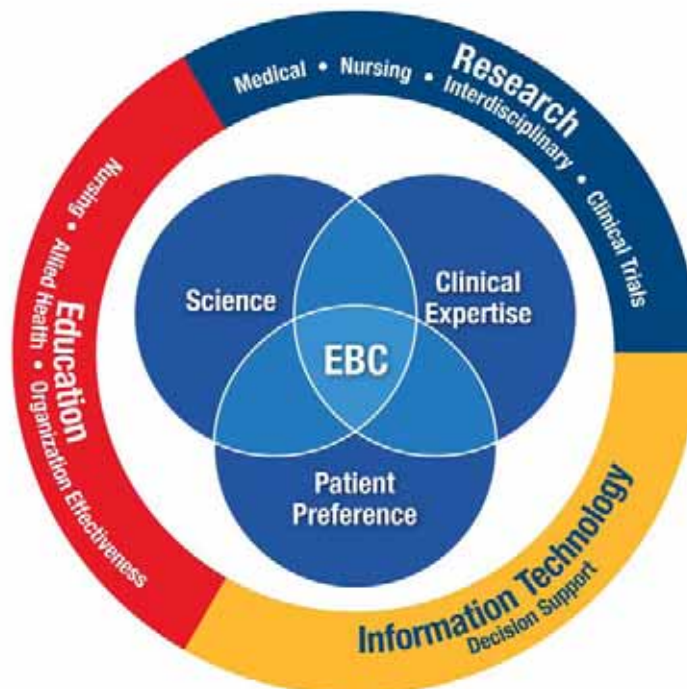 Research
Medical • Nursing • Interdisciplinary • Clinical Trials
Education
Nursing • Allied Health • Organization Effectiveness
Science
Clinical
Expertise
EBC
Patient
Preference
Information Technology
Decision Support